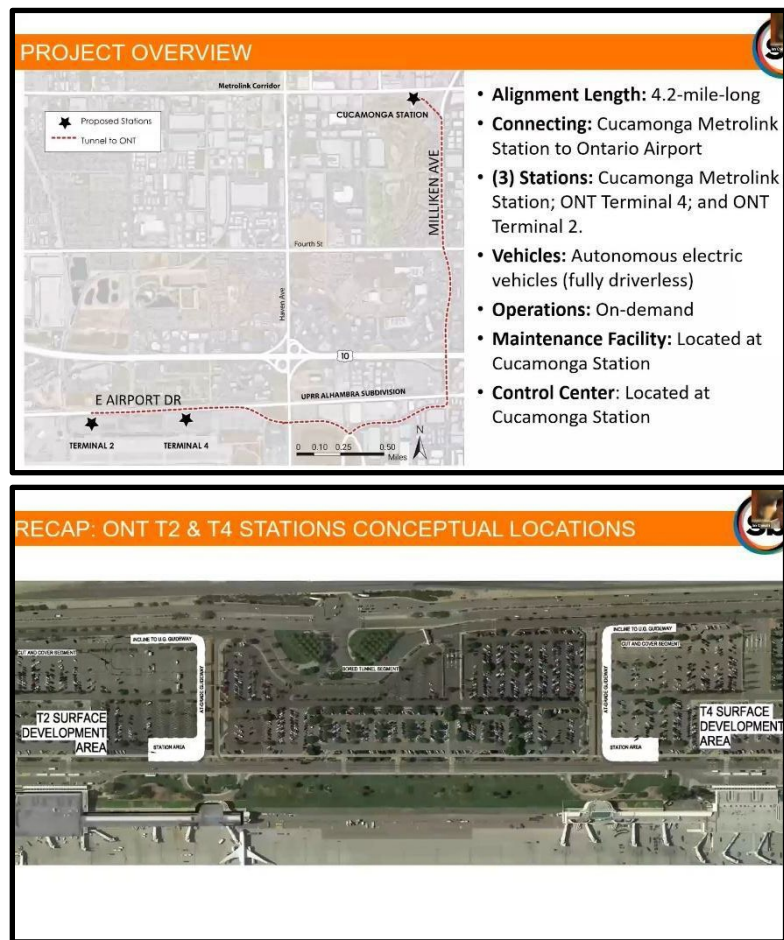 PROJECT OVERVIEW
Metrolink Corridor
Proposed Stations
Tunnel to ONT
CUCAMONGA STATION
MILLIKEN AVE
Fourth St
Haven Ave
10
E AIRPORT DR
UPRR ALHAMBRA SUBDIVISION
TERMINAL 2
TERMINAL 4
N
0 0.10 0.25 0.50
Miles
• Alignment Length: 4.2-mile-long
• Connecting: Cucamonga Metrolink
Station to Ontario Airport
• (3) Stations: Cucamonga Metrolink
Station; ONT Terminal 4; and ONT
Terminal 2.
• Vehicles: Autonomous electric
vehicles (fully driverless)
• Operations: On-demand
• Maintenance Facility: Located at
Cucamonga Station
• Control Center: Located at
Cucamonga Station
RECAP: ONT T2 & T4 STATIONS CONCEPTUAL LOCATIONS
INCLINE TO U.G. GUIDEWAY
CUT AND COVER SEGMENT
AT-GRADE GUIDEWAY
T2 SURFACE
DEVELOPMENT
AREA
STATION AREA
BORED TUNNEL SEGMENT
INCLINE TO U.G. GUIDEWAY
CUT AND COVER SEGMENT
AT-GRADE GUIDEWAY
T4 SURFACE
DEVELOPMENT
AREA
STATION AREA